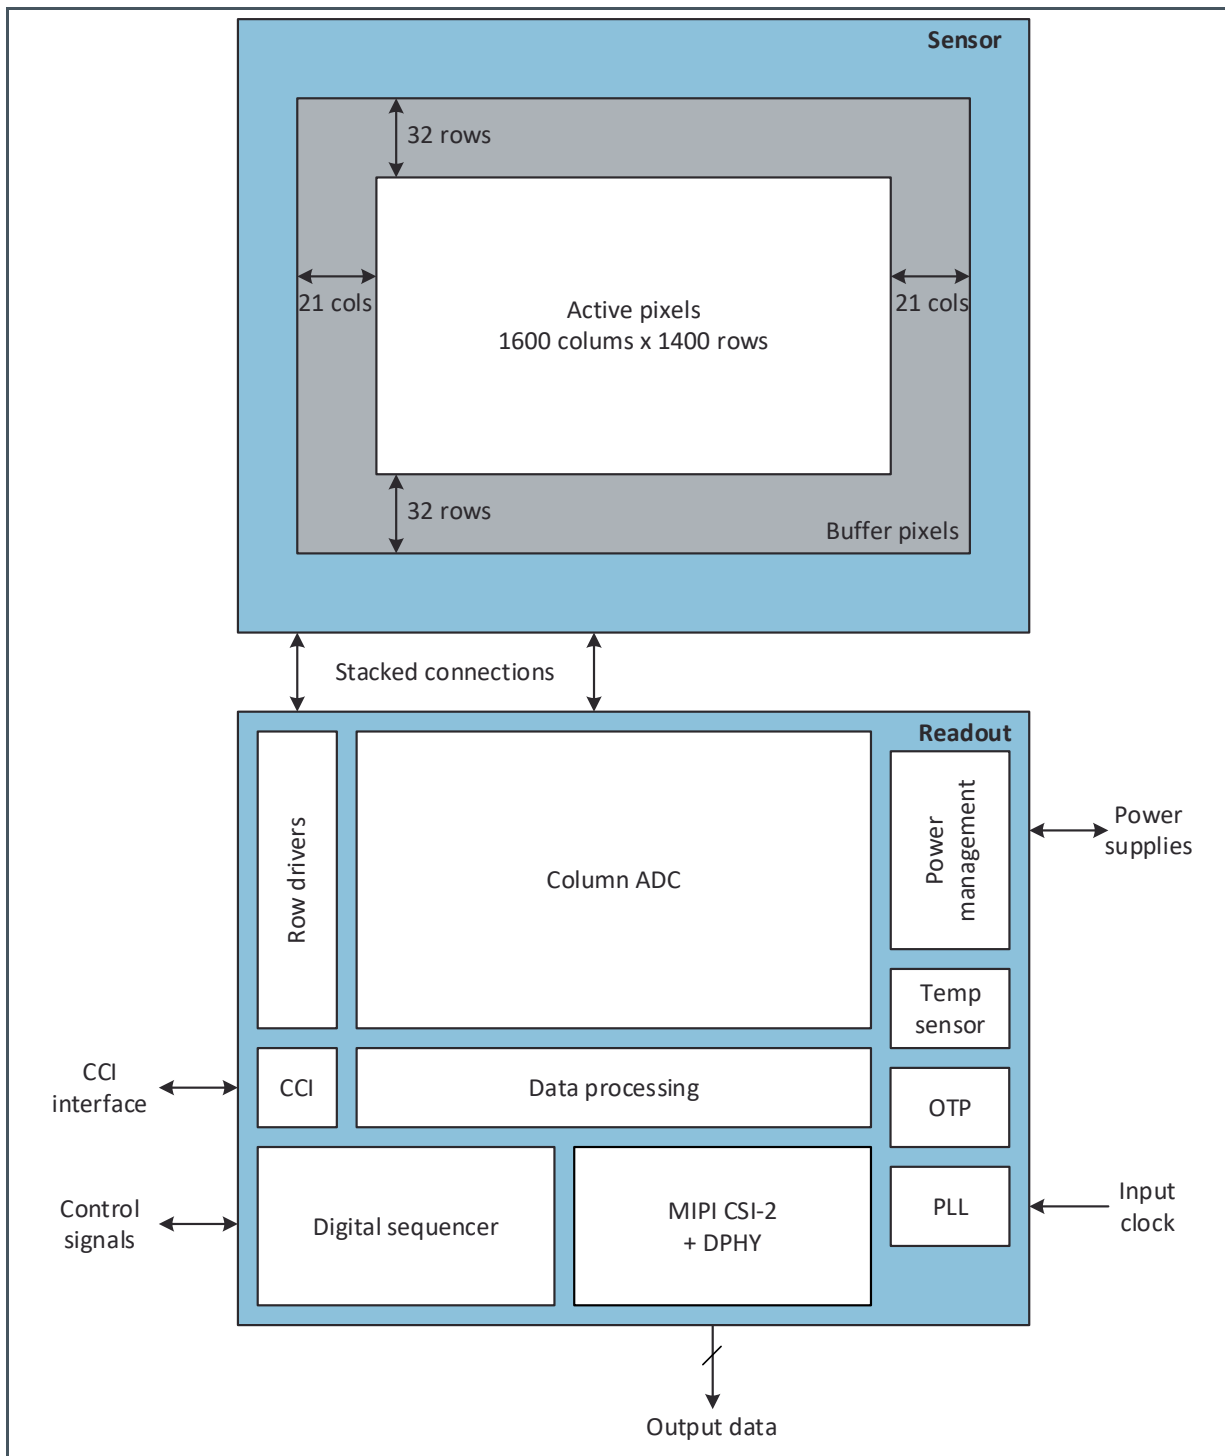 Sensor
32 rows
21 cols
21 cols
Active pixels
1600 colums x 1400 rows
32 rows
Buffer pixels
Stacked connections
Readout
Row drivers
Column ADC
Power
management
Power
supplies
Temp
sensor
CCI
interface
CCI
Data processing
OTP
Control
signals
Digital sequencer
MIPI CSI-2
+ DPHY
PLL
Input
clock
Output data